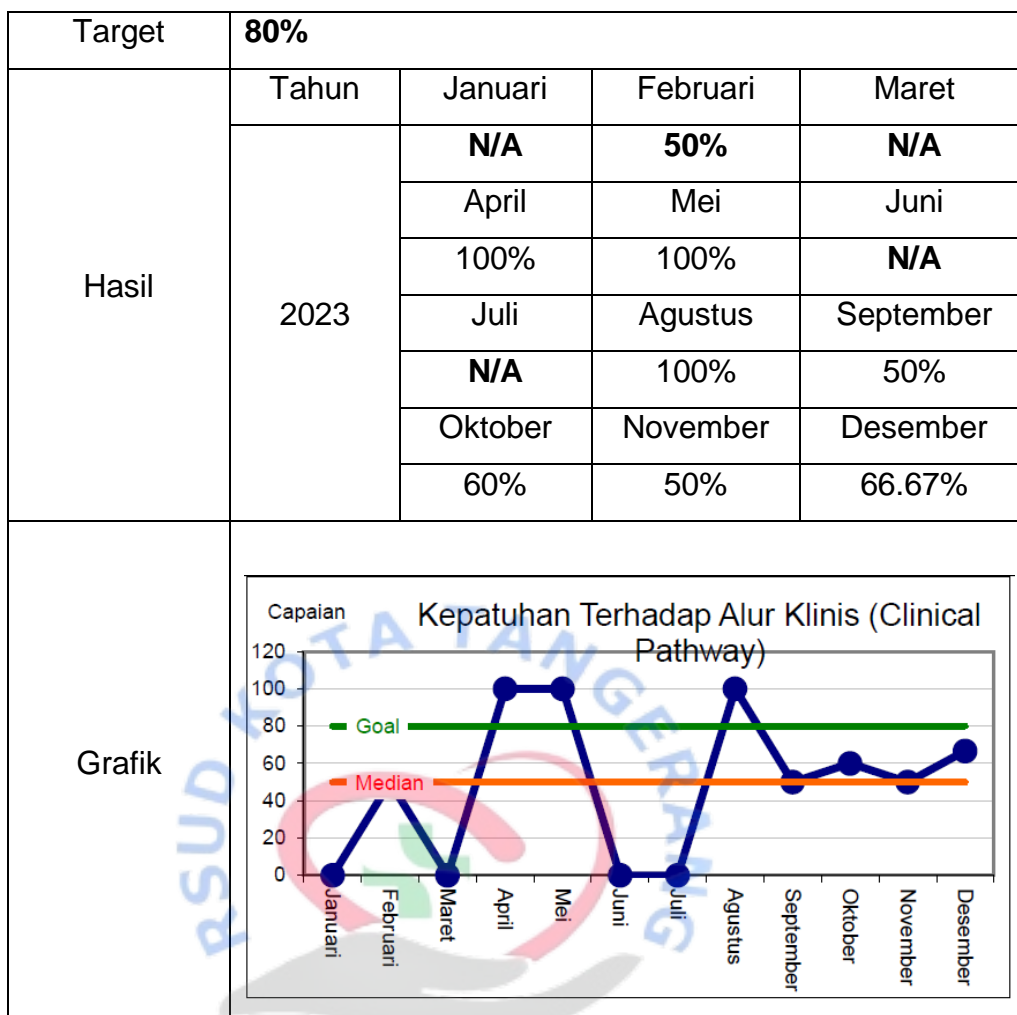 Target 80%
Hasil Tahun Januari Februari Maret
2023 N/A 50% N/A
April Mei Juni
100% 100% N/A
Juli Agustus September
N/A 100% 50%
Oktober November Desember
60% 50% 66.67%
Grafik
Capaian
Kepatuhan Terhadap Alur Klinis (Clinical
Pathway)
120
100
80
60
40
20
0
Goal
Median
Januari
Februari
Maret
April
Mei
Juni
Juli
Agustus
September
Oktober
November
Desember
RSUD KOTA TANGERANG